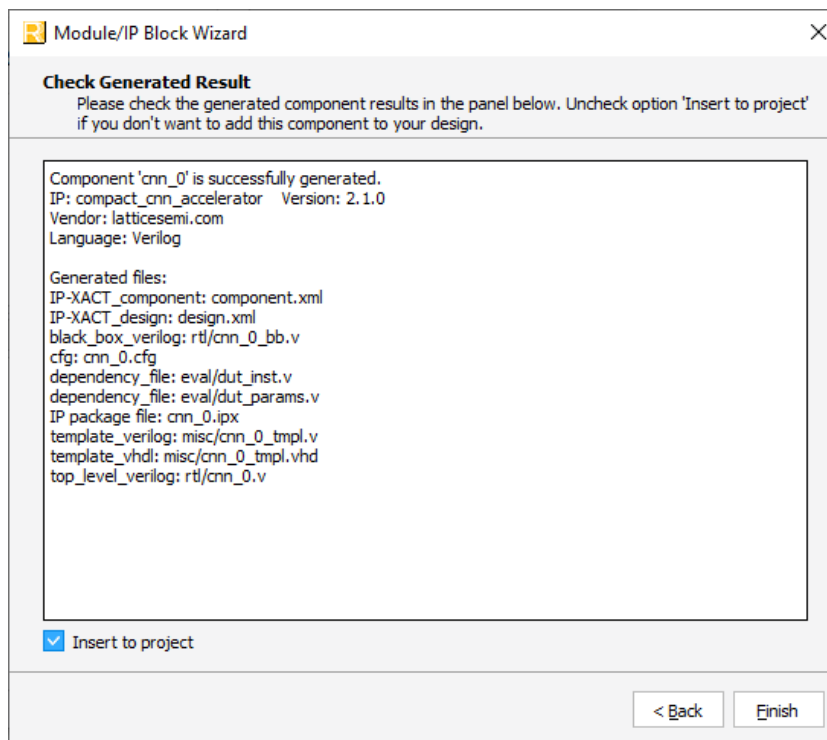 Module/IP Block Wizard
Check Generated Result
Please check the generated component results in the panel below. Uncheck option 'Insert to project'
if you don't want to add this component to your design.
Component 'cnn_0' is successfully generated.
IP: compact_cnn_accelerator    Version: 2.1.0
Vendor: latticesemi.com
Language: Verilog
Generated files:
IP-XACT_component: component.xml
IP-XACT_design: design.xml
black_box_verilog: rtl/cnn_0_bb.v
cfg: cnn_0.cfg
dependency_file: eval/dut_inst.v
dependency_file: eval/dut_params.v
IP package file: cnn_0.ipx
template_verilog: misc/cnn_0_tmpl.v
template_vhdl: misc/cnn_0_tmpl.vhd
top_level_verilog: rtl/cnn_0.v
Insert to project
< Back
Finish